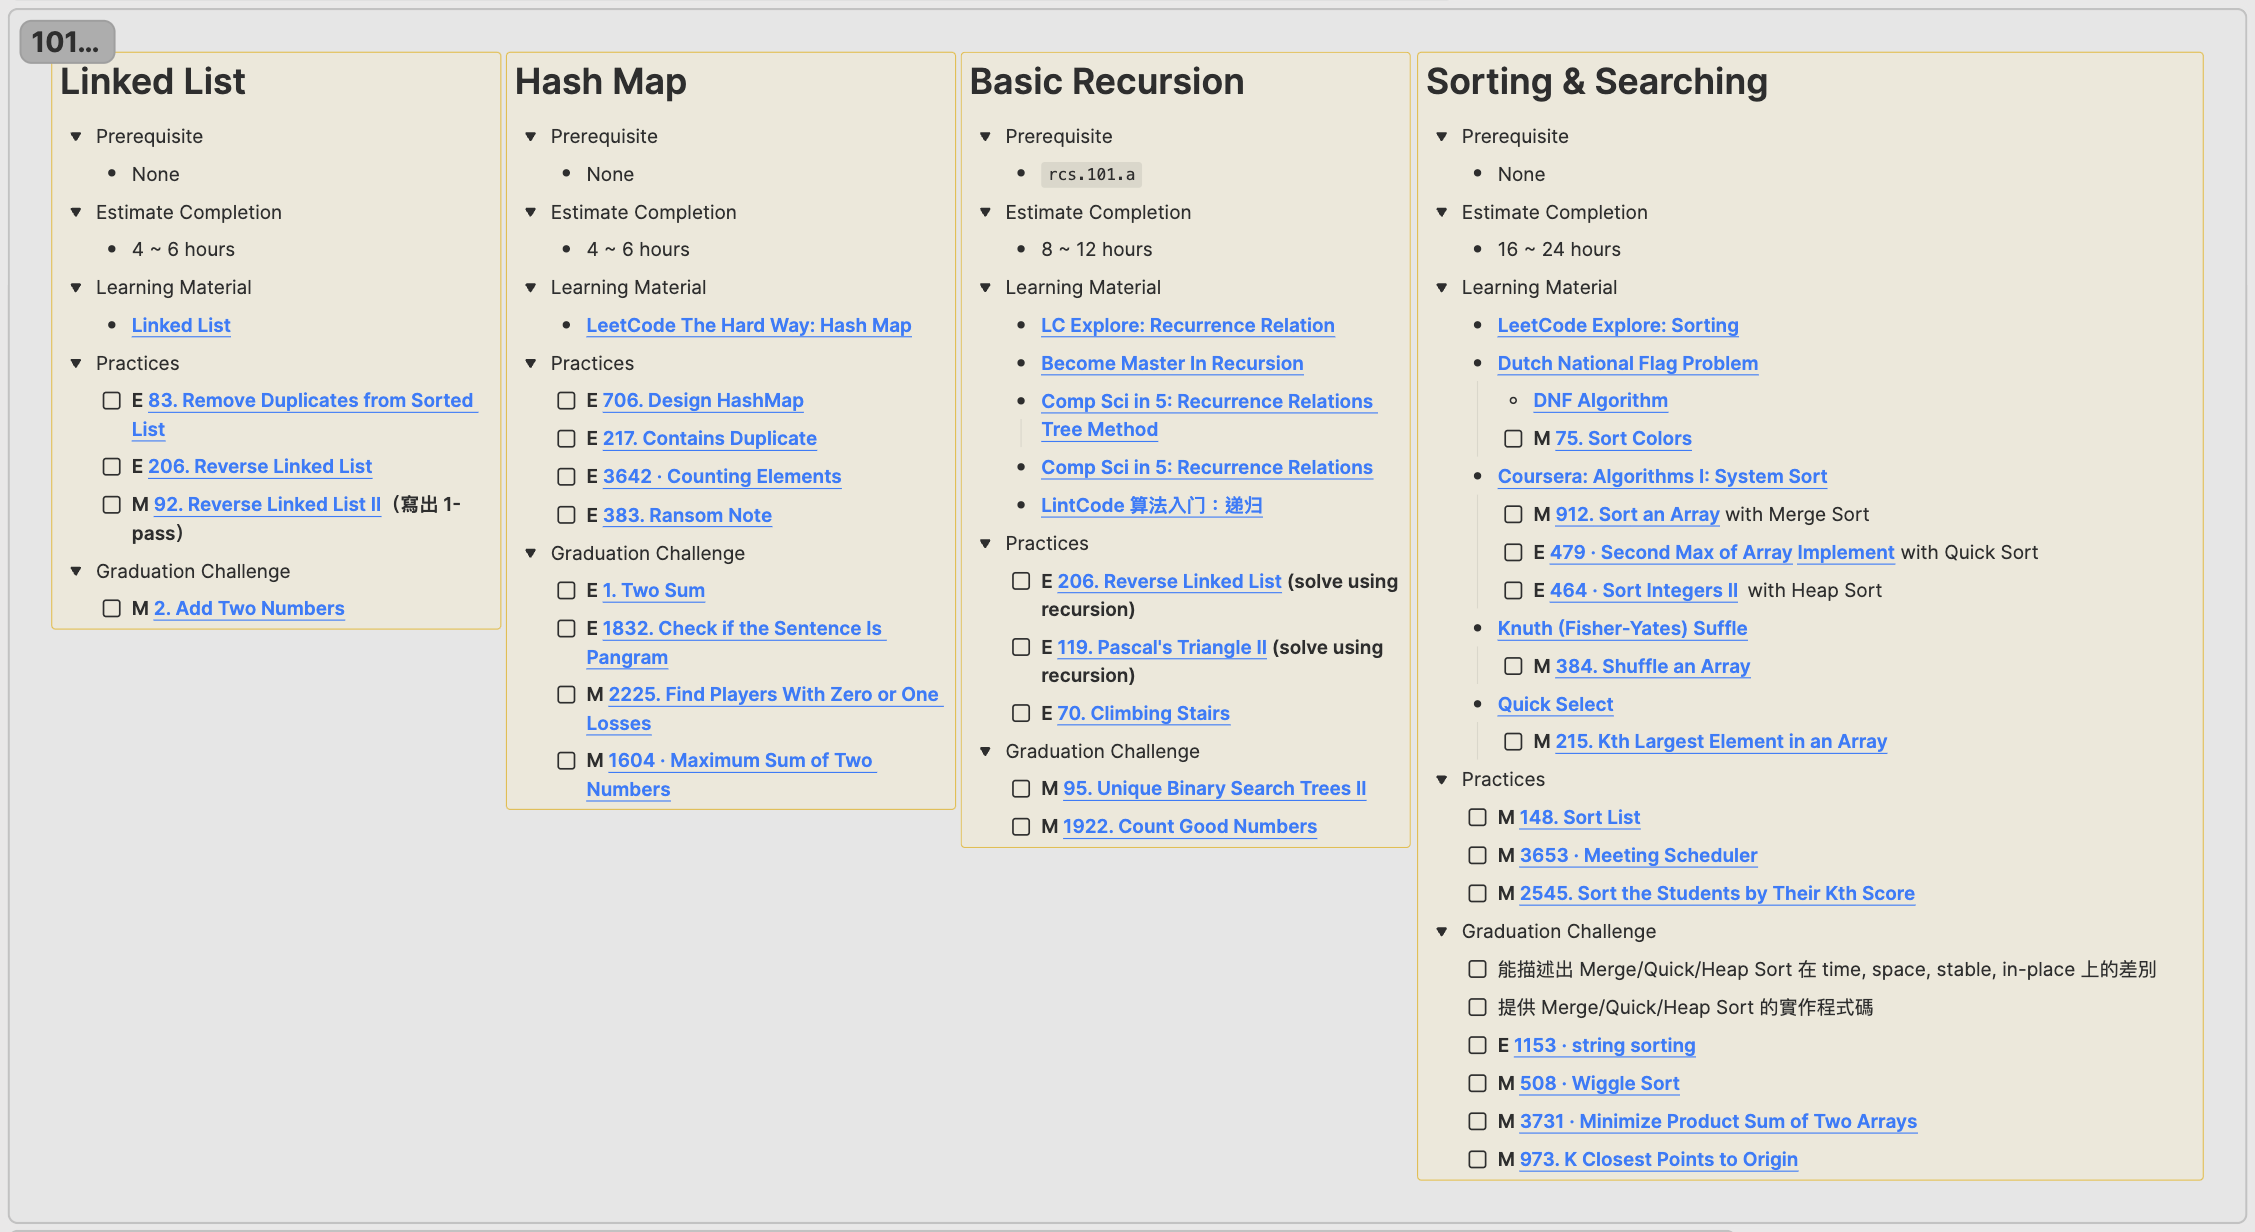 101...
Linked List
Prerequisite
None
Estimate Completion
4 ~ 6 hours
Learning Material
Linked List
Practices
E 83. Remove Duplicates from Sorted
List
E 206. Reverse Linked List
M 92. Reverse Linked List II（寫出 1-
pass）
Graduation Challenge
M 2. Add Two Numbers
Hash Map
Prerequisite
None
Estimate Completion
4 ~ 6 hours
Learning Material
LeetCode The Hard Way: Hash Map
Practices
E 706. Design HashMap
E 217. Contains Duplicate
E 3642 · Counting Elements
E 383. Ransom Note
Graduation Challenge
E 1. Two Sum
E 1832. Check if the Sentence Is
Pangram
M 2225. Find Players With Zero or One
Losses
M 1604 · Maximum Sum of Two
Numbers
Basic Recursion
Prerequisite
rcs.101.a
Estimate Completion
8 ~ 12 hours
Learning Material
LC Explore: Recurrence Relation
Become Master In Recursion
Comp Sci in 5: Recurrence Relations
Tree Method
Comp Sci in 5: Recurrence Relations
LintCode 算法入门：递归
Practices
E 206. Reverse Linked List (solve using
recursion)
E 119. Pascal's Triangle II (solve using
recursion)
E 70. Climbing Stairs
Graduation Challenge
M 95. Unique Binary Search Trees II
M 1922. Count Good Numbers
Sorting & Searching
Prerequisite
None
Estimate Completion
16 ~ 24 hours
Learning Material
LeetCode Explore: Sorting
Dutch National Flag Problem
DNF Algorithm
M 75. Sort Colors
Coursera: Algorithms I: System Sort
M 912. Sort an Array with Merge Sort
E 479 · Second Max of Array Implement with Quick Sort
E 464 · Sort Integers II with Heap Sort
Knuth (Fisher-Yates) Suffle
M 384. Shuffle an Array
Quick Select
M 215. Kth Largest Element in an Array
Practices
M 148. Sort List
M 3653 · Meeting Scheduler
M 2545. Sort the Students by Their Kth Score
Graduation Challenge
能描述出 Merge/Quick/Heap Sort 在 time, space, stable, in-place 上的差別
提供 Merge/Quick/Heap Sort 的實作程式碼
E 1153 · string sorting
M 508 · Wiggle Sort
M 3731 · Minimize Product Sum of Two Arrays
M 973. K Closest Points to Origin